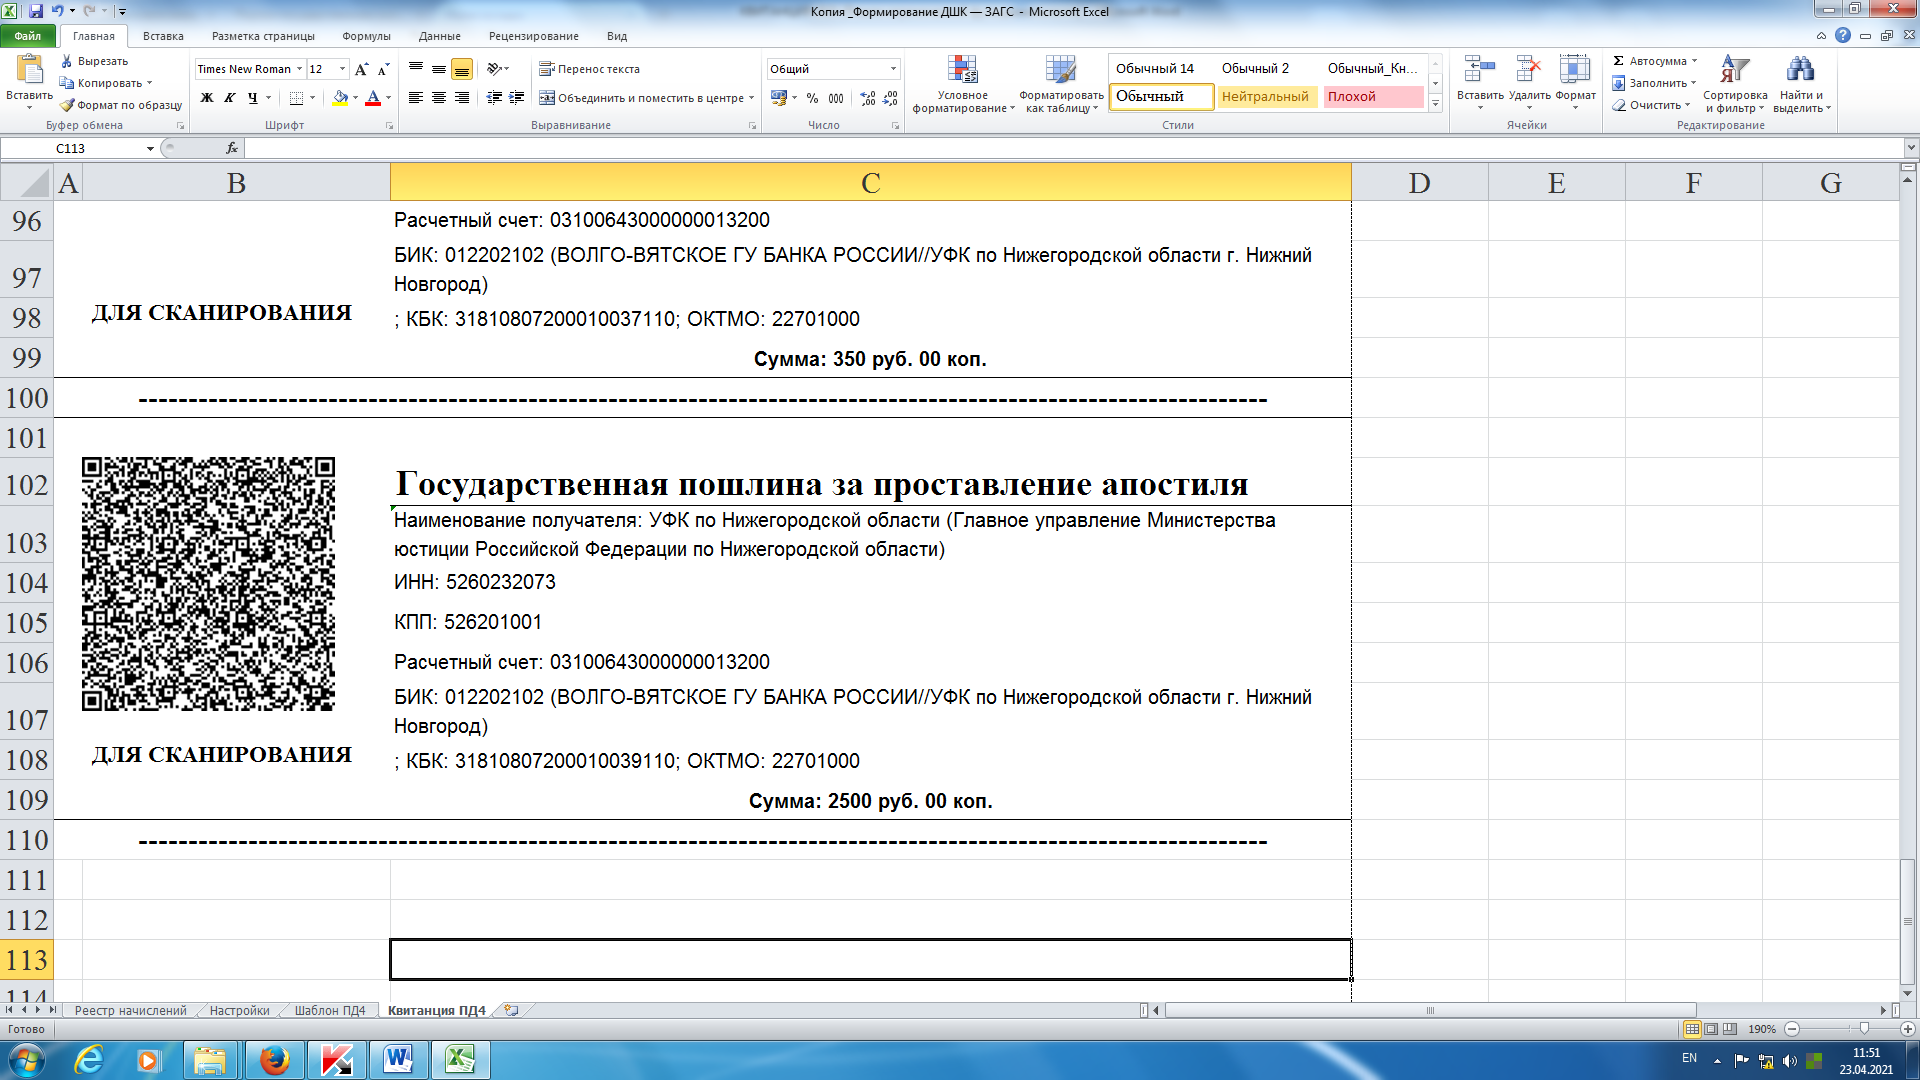 Копия _Формирование ДШК — ЗАГС - Microsoft Excel
Файл Главная Вставка Разметка страницы Формулы Данные Рецензирование Вид
Вставить
Вырезать
Копировать
Формат по образцу
Буфер обмена
Times New Roman 12
Ж К Ч
Шрифт
Перенос текста
Объединить и поместить в центре
Выравнивание
Общий
% 000
Число
Условное форматирование
Форматировать как таблицу
Обычный 14 Обычный 2 Обычный_Кн...
Обычный Нейтральный Плохой
Стили
Вставить Удалить Формат
Ячейки
Σ Автосумма
Заполнить
Очистить
Сортировка и фильтр
Найти и выделить
Редактирование
C113 fx
A B C D E F G
96 Расчетный счет: 03100643000000013200
97 БИК: 012202102 (ВОЛГО-ВЯТСКОЕ ГУ БАНКА РОССИИ//УФК по Нижегородской области г. Нижний
Новгород)
ДЛЯ СКАНИРОВАНИЯ
98 ; КБК: 31810807200010037110; ОКТМО: 22701000
99 Сумма: 350 руб. 00 коп.
100
101
102 Государственная пошлина за проставление апостиля
103 Наименование получателя: УФК по Нижегородской области (Главное управление Министерства
юстиции Российской Федерации по Нижегородской области)
104 ИНН: 5260232073
105 КПП: 526201001
106 Расчетный счет: 03100643000000013200
107 БИК: 012202102 (ВОЛГО-ВЯТСКОЕ ГУ БАНКА РОССИИ//УФК по Нижегородской области г. Нижний
Новгород)
ДЛЯ СКАНИРОВАНИЯ
108 ; КБК: 31810807200010039110; ОКТМО: 22701000
109 Сумма: 2500 руб. 00 коп.
110
111
112
113
114
Реестр начислений Настройки Шаблон ПД4 Квитанция ПД4
Готово 190%
EN 11:51
23.04.2021